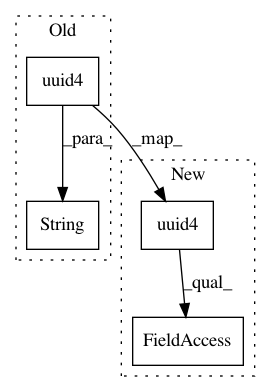 Old
uuid4
_para_
_map_
New
String
uuid4
_qual_
FieldAccess